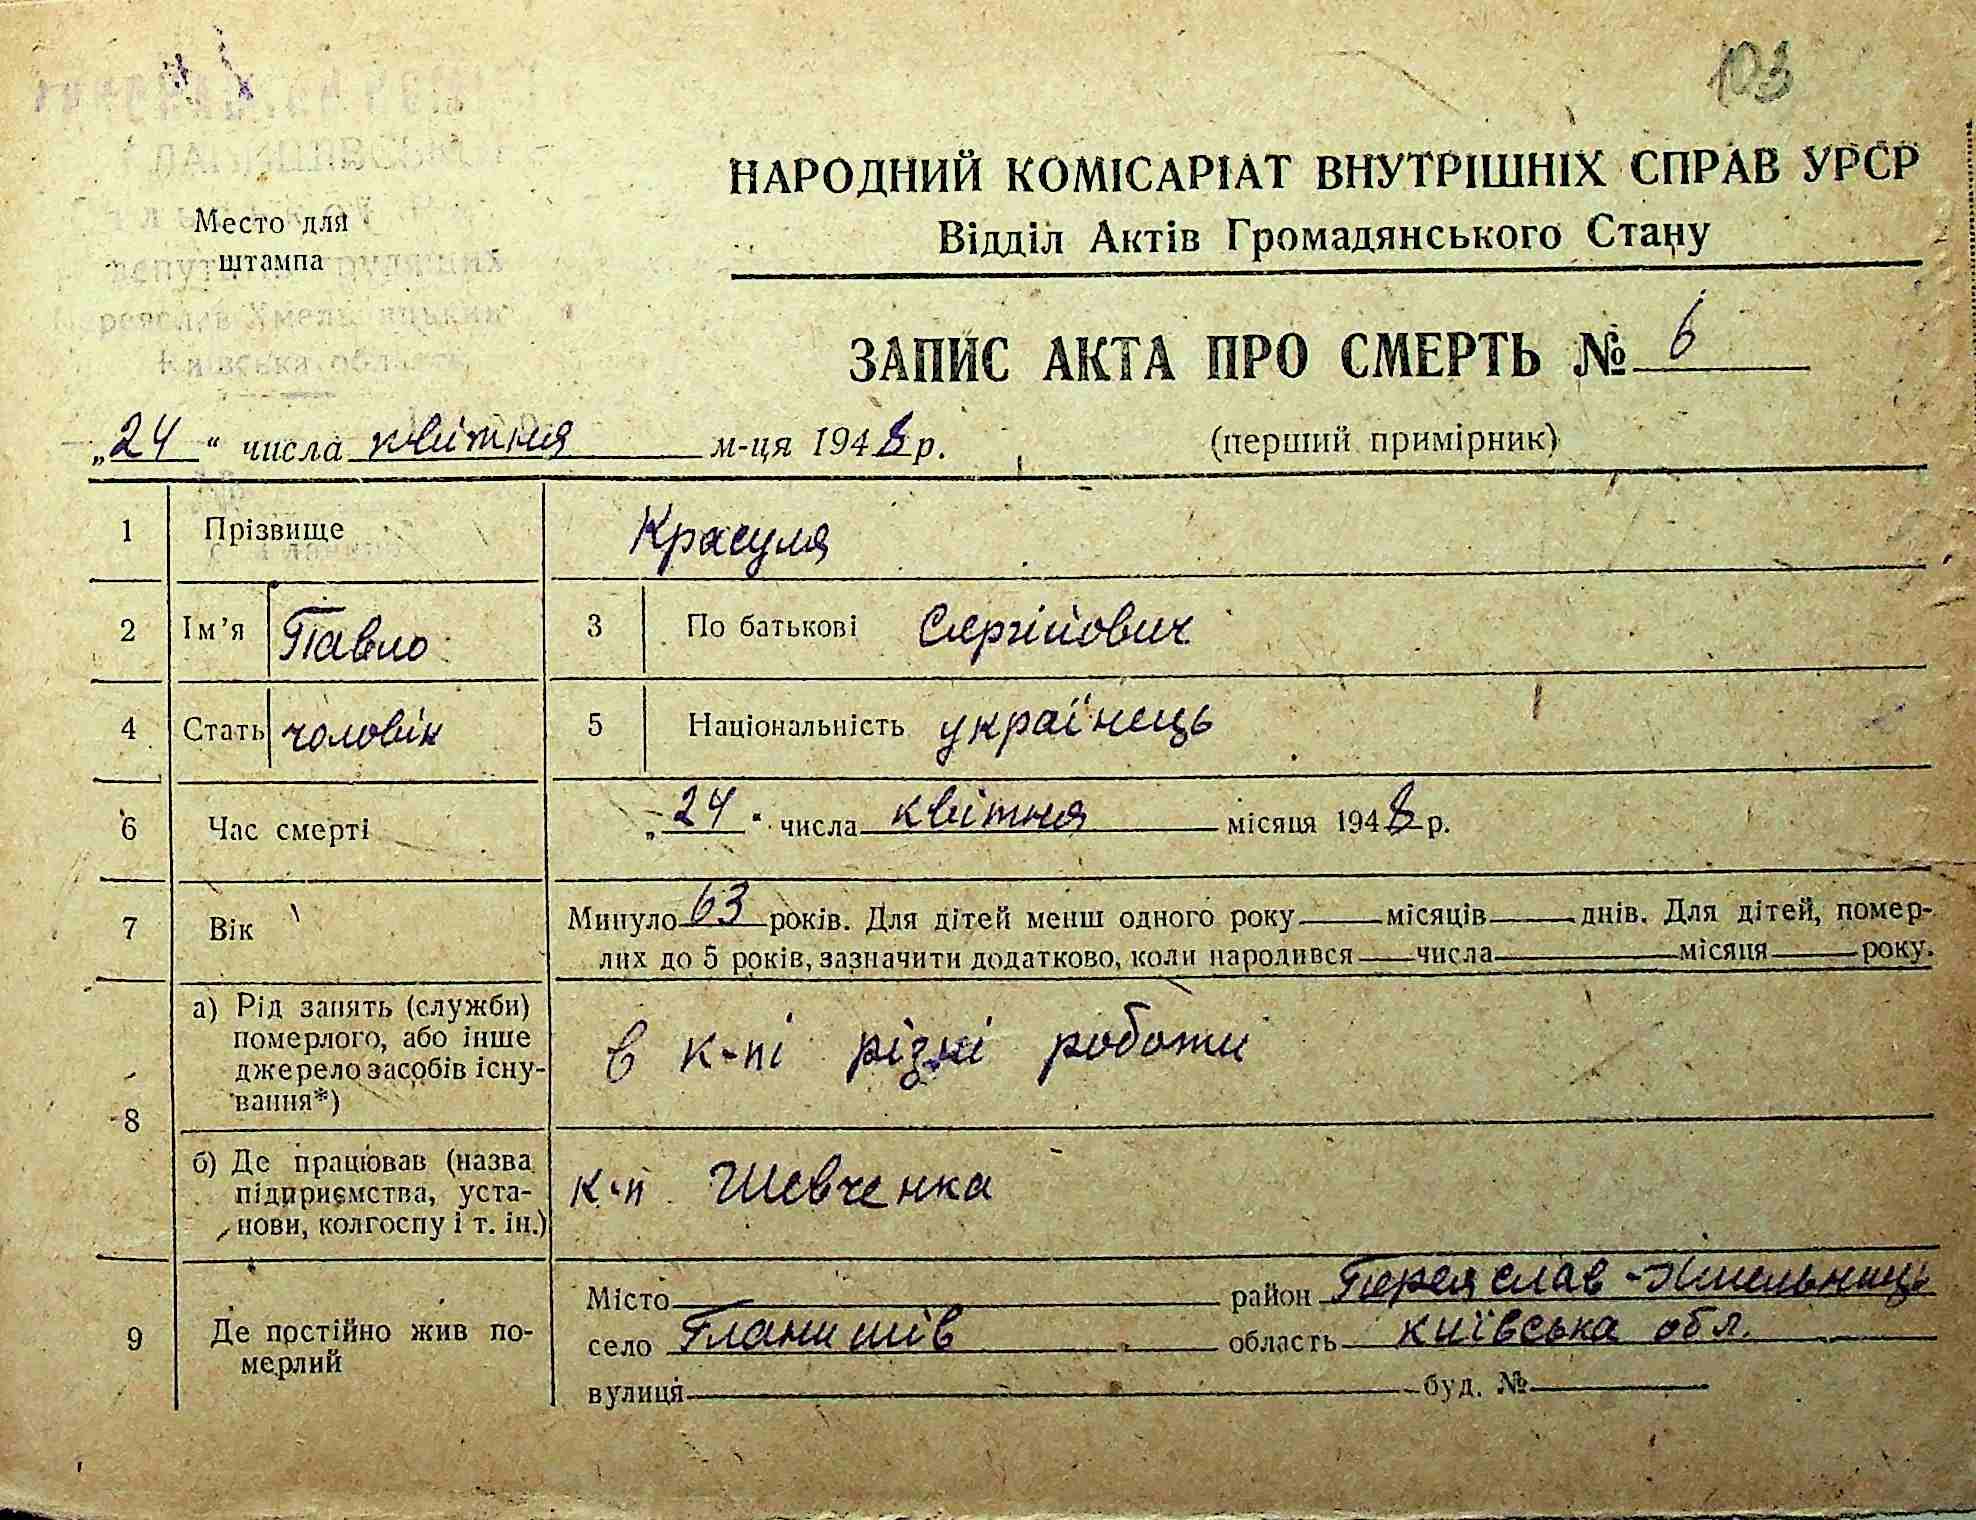 103
НАРОДНИЙ КОМІСАРІАТ ВНУТРІШНІХ СПРАВ УРСР
Відділ Актів Громадянського Стану
Место для
штампа
депутатів трудящих
Переяслав Хмельницький
Київська область
ЗАПИС АКТА ПРО СМЕРТЬ № 6
„24“ числа квітня м-ця 1948 р.
(перший примірник)
1 Прізвище Красуля
2 Ім'я Павло 3 По батькові Сергійович
4 Стать чоловік 5 Національність українець
6 Час смерті „24“ числа квітня місяця 1948 р.
7 Вік Минуло 63 років. Для дітей менш одного року місяців днів. Для дітей, помер-
лих до 5 років, зазначити додатково, коли народився числа місяця року.
8 а) Рід занять (служби)
померлого, або інше
джерело засобів існу-
вання*)
в к-пі різні роботи
б) Де працював (назва
підприємства, уста-
нови, колгоспу і т. ін.)
к-п Шевченка
9 Де постійно жив по-
мерлий
Місто район Переяслав-Хмельниць
село Гланишів область Київська обл.
вулиця буд. №